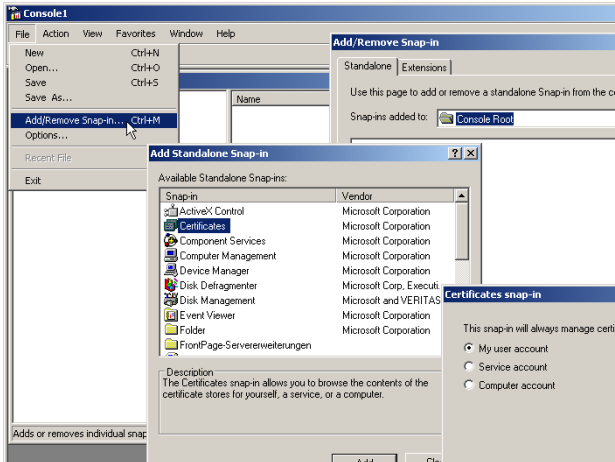 Console1
File Action View Favorites Window Help
New Ctrl+N
Open... Ctrl+O
Save Ctrl+S
Save As...
Add/Remove Snap-in... Ctrl+M
Options...
Recent File
Exit
Name
Adds or removes individual snap
Add/Remove Snap-in
Standalone Extensions
Use this page to add or remove a standalone Snap-in from the
Snap-ins added to: Console Root
Add Standalone Snap-in
Available Standalone Snap-ins:
Snap-in Vendor
ActiveX Control Microsoft Corporation
Certificates Microsoft Corporation
Component Services Microsoft Corporation
Computer Management Microsoft Corporation
Device Manager Microsoft Corporation
Disk Defragmenter Microsoft Corp, Executi
Disk Management Microsoft and VERITAS
Event Viewer Microsoft Corporation
Folder Microsoft Corporation
FrontPage-Servererweiterungen
Description
The Certificates snap-in allows you to browse the contents of the
certificate stores for yourself, a service, or a computer.
Certificates snap-in
This snap-in will always manage certi
My user account
Service account
Computer account